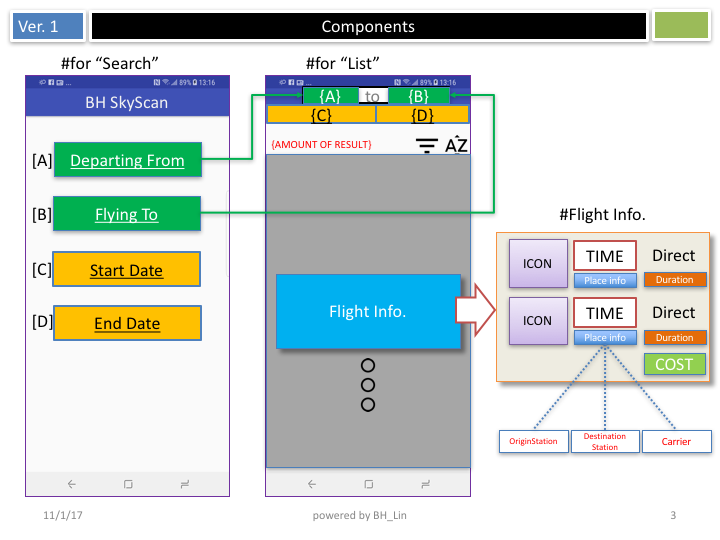 Ver. 1
Components
#for “Search”
#for “List”
89% 13:16
BH SkyScan
[A] Departing From
[B] Flying To
[C] Start Date
[D] End Date
89% 13:16
{A} to {B}
{C} {D}
{AMOUNT OF RESULT}
AZ
Flight Info.
#Flight Info.
ICON
TIME
Direct
Place info
Duration
ICON
TIME
Direct
Place info
Duration
COST
OriginStation
Destination
Station
Carrier
11/1/17
powered by BH_Lin
3